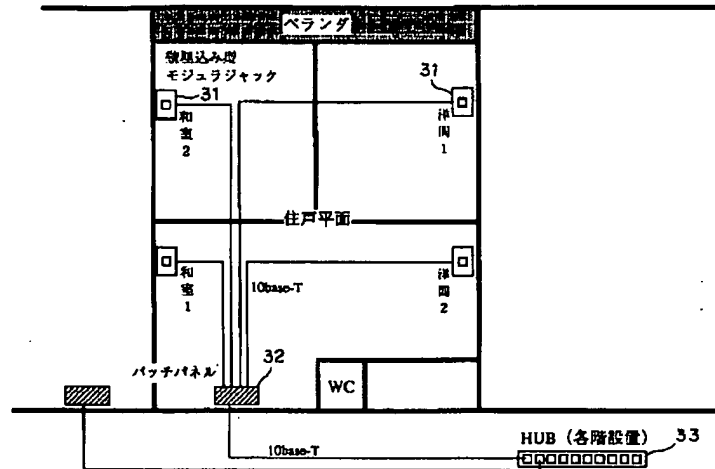 ベランダ
壁埋込み型
モジュラジャック
31
31
和室2
洋間1
住戸平面
和室1
10base-T
洋間2
パッチパネル
32
WC
10base-T
HUB（各階設置）
33